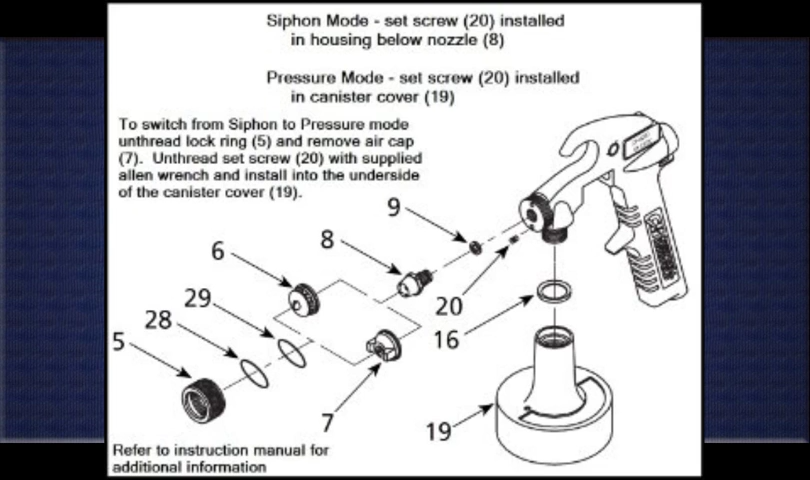 Siphon Mode - set screw (20) installed
in housing below nozzle (8)
Pressure Mode - set screw (20) installed
in canister cover (19)
To switch from Siphon to Pressure mode
unthread lock ring (5) and remove air cap
(7). Unthread set screw (20) with supplied
allen wrench and install into the underside
of the canister cover (19).
9
8
6
29
28
5
7
20
16
19
Refer to instruction manual for
additional information